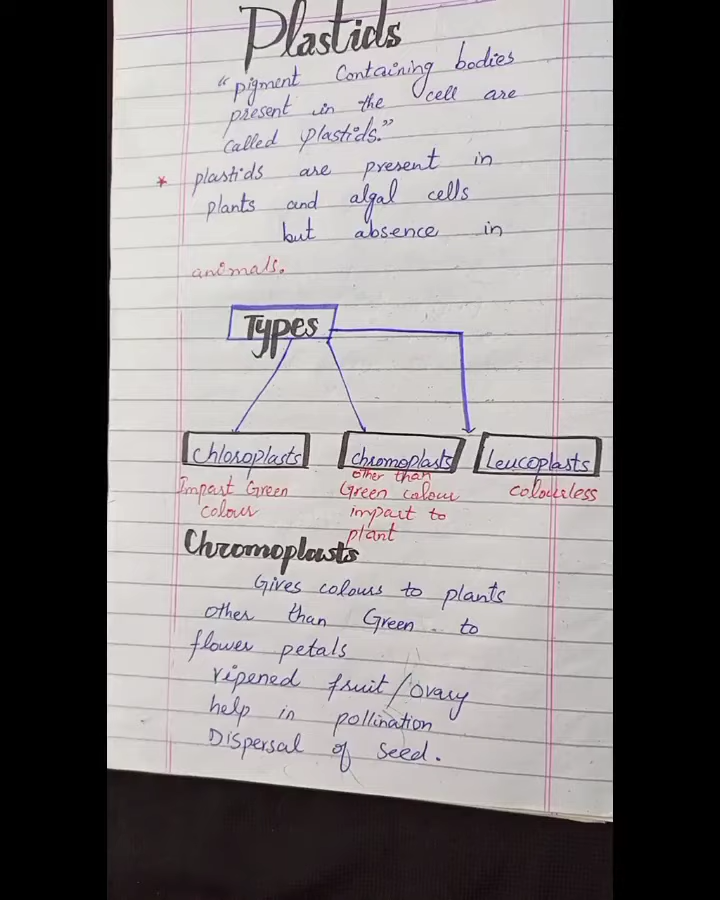 Plastids
"pigment Containing bodies
present in the cell are
called plastids."
* plastids are present in
plants and algal cells
but absence in
animals.
Types
Chloroplasts
Impart Green
colour
chromoplasts
other than
Green colour
impart to
plant
Leucoplasts
colourless
Chromoplasts
Gives colours to plants
other than Green. to
flower petals
ripened fruit/ovary
help in pollination
Dispersal of seed.